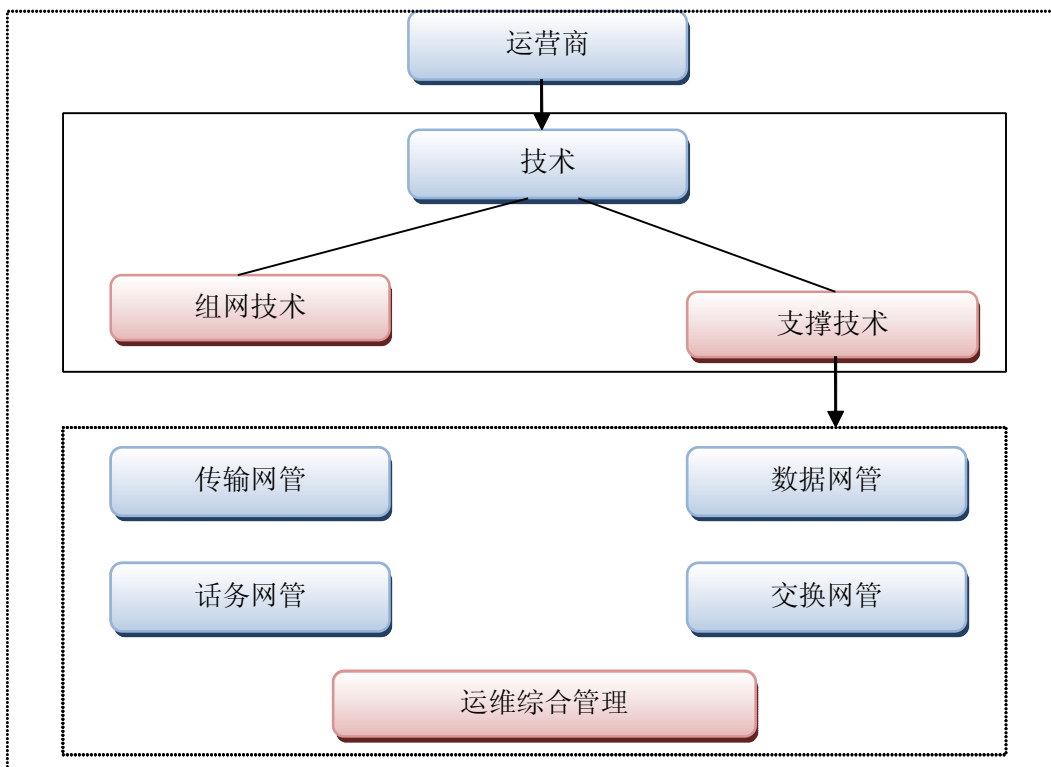 运营商
技术
组网技术
支撑技术
传输网管
数据网管
话务网管
交换网管
运维综合管理